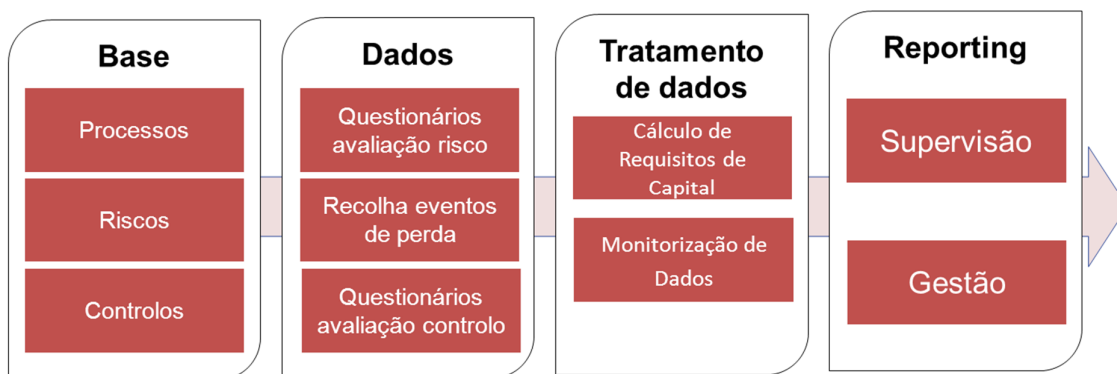 Base
Processos
Riscos
Controlos
Dados
Questionários
avaliação risco
Recolha eventos
de perda
Questionários
avaliação controlo
Tratamento
de dados
Cálculo de
Requisitos de
Capital
Monitorização de
Dados
Reporting
Supervisão
Gestão